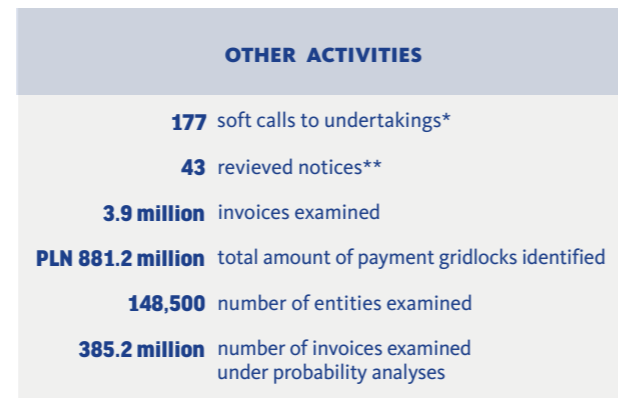 OTHER ACTIVITIES
177 soft calls to undertakings*
43 revieved notices**
3.9 million invoices examined
PLN 881.2 million total amount of payment gridlocks identified
148,500 number of entities examined
385.2 million number of invoices examined
under probability analyses